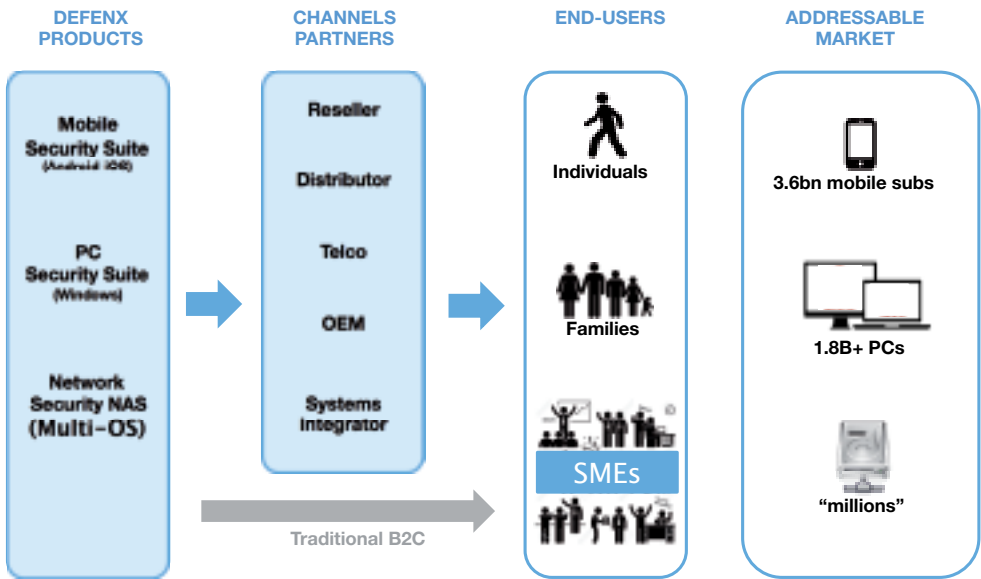 DEFENX
PRODUCTS
Mobile
Security Suite
(Android iOS)
PC
Security Suite
(Windows)
Network
Security NAS
(Multi-OS)
CHANNELS
PARTNERS
Reseller
Distributor
Telco
OEM
Systems
integrator
Traditional B2C
END-USERS
Individuals
Families
SMEs
ADDRESSABLE
MARKET
3.6bn mobile subs
1.8B+ PCs
“millions”